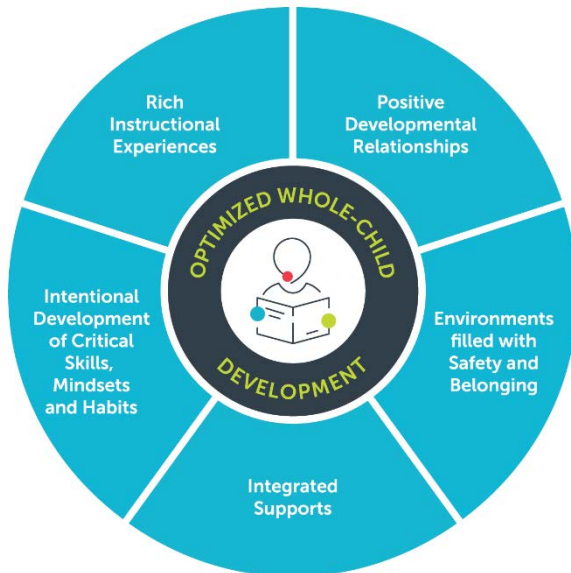 Rich
Instructional
Experiences
Positive
Developmental
Relationships
OPTIMIZED WHOLE-CHILD
DEVELOPMENT
Intentional
Development
of Critical
Skills,
Mindsets
and Habits
Environments
filled with
Safety and
Belonging
Integrated
Supports